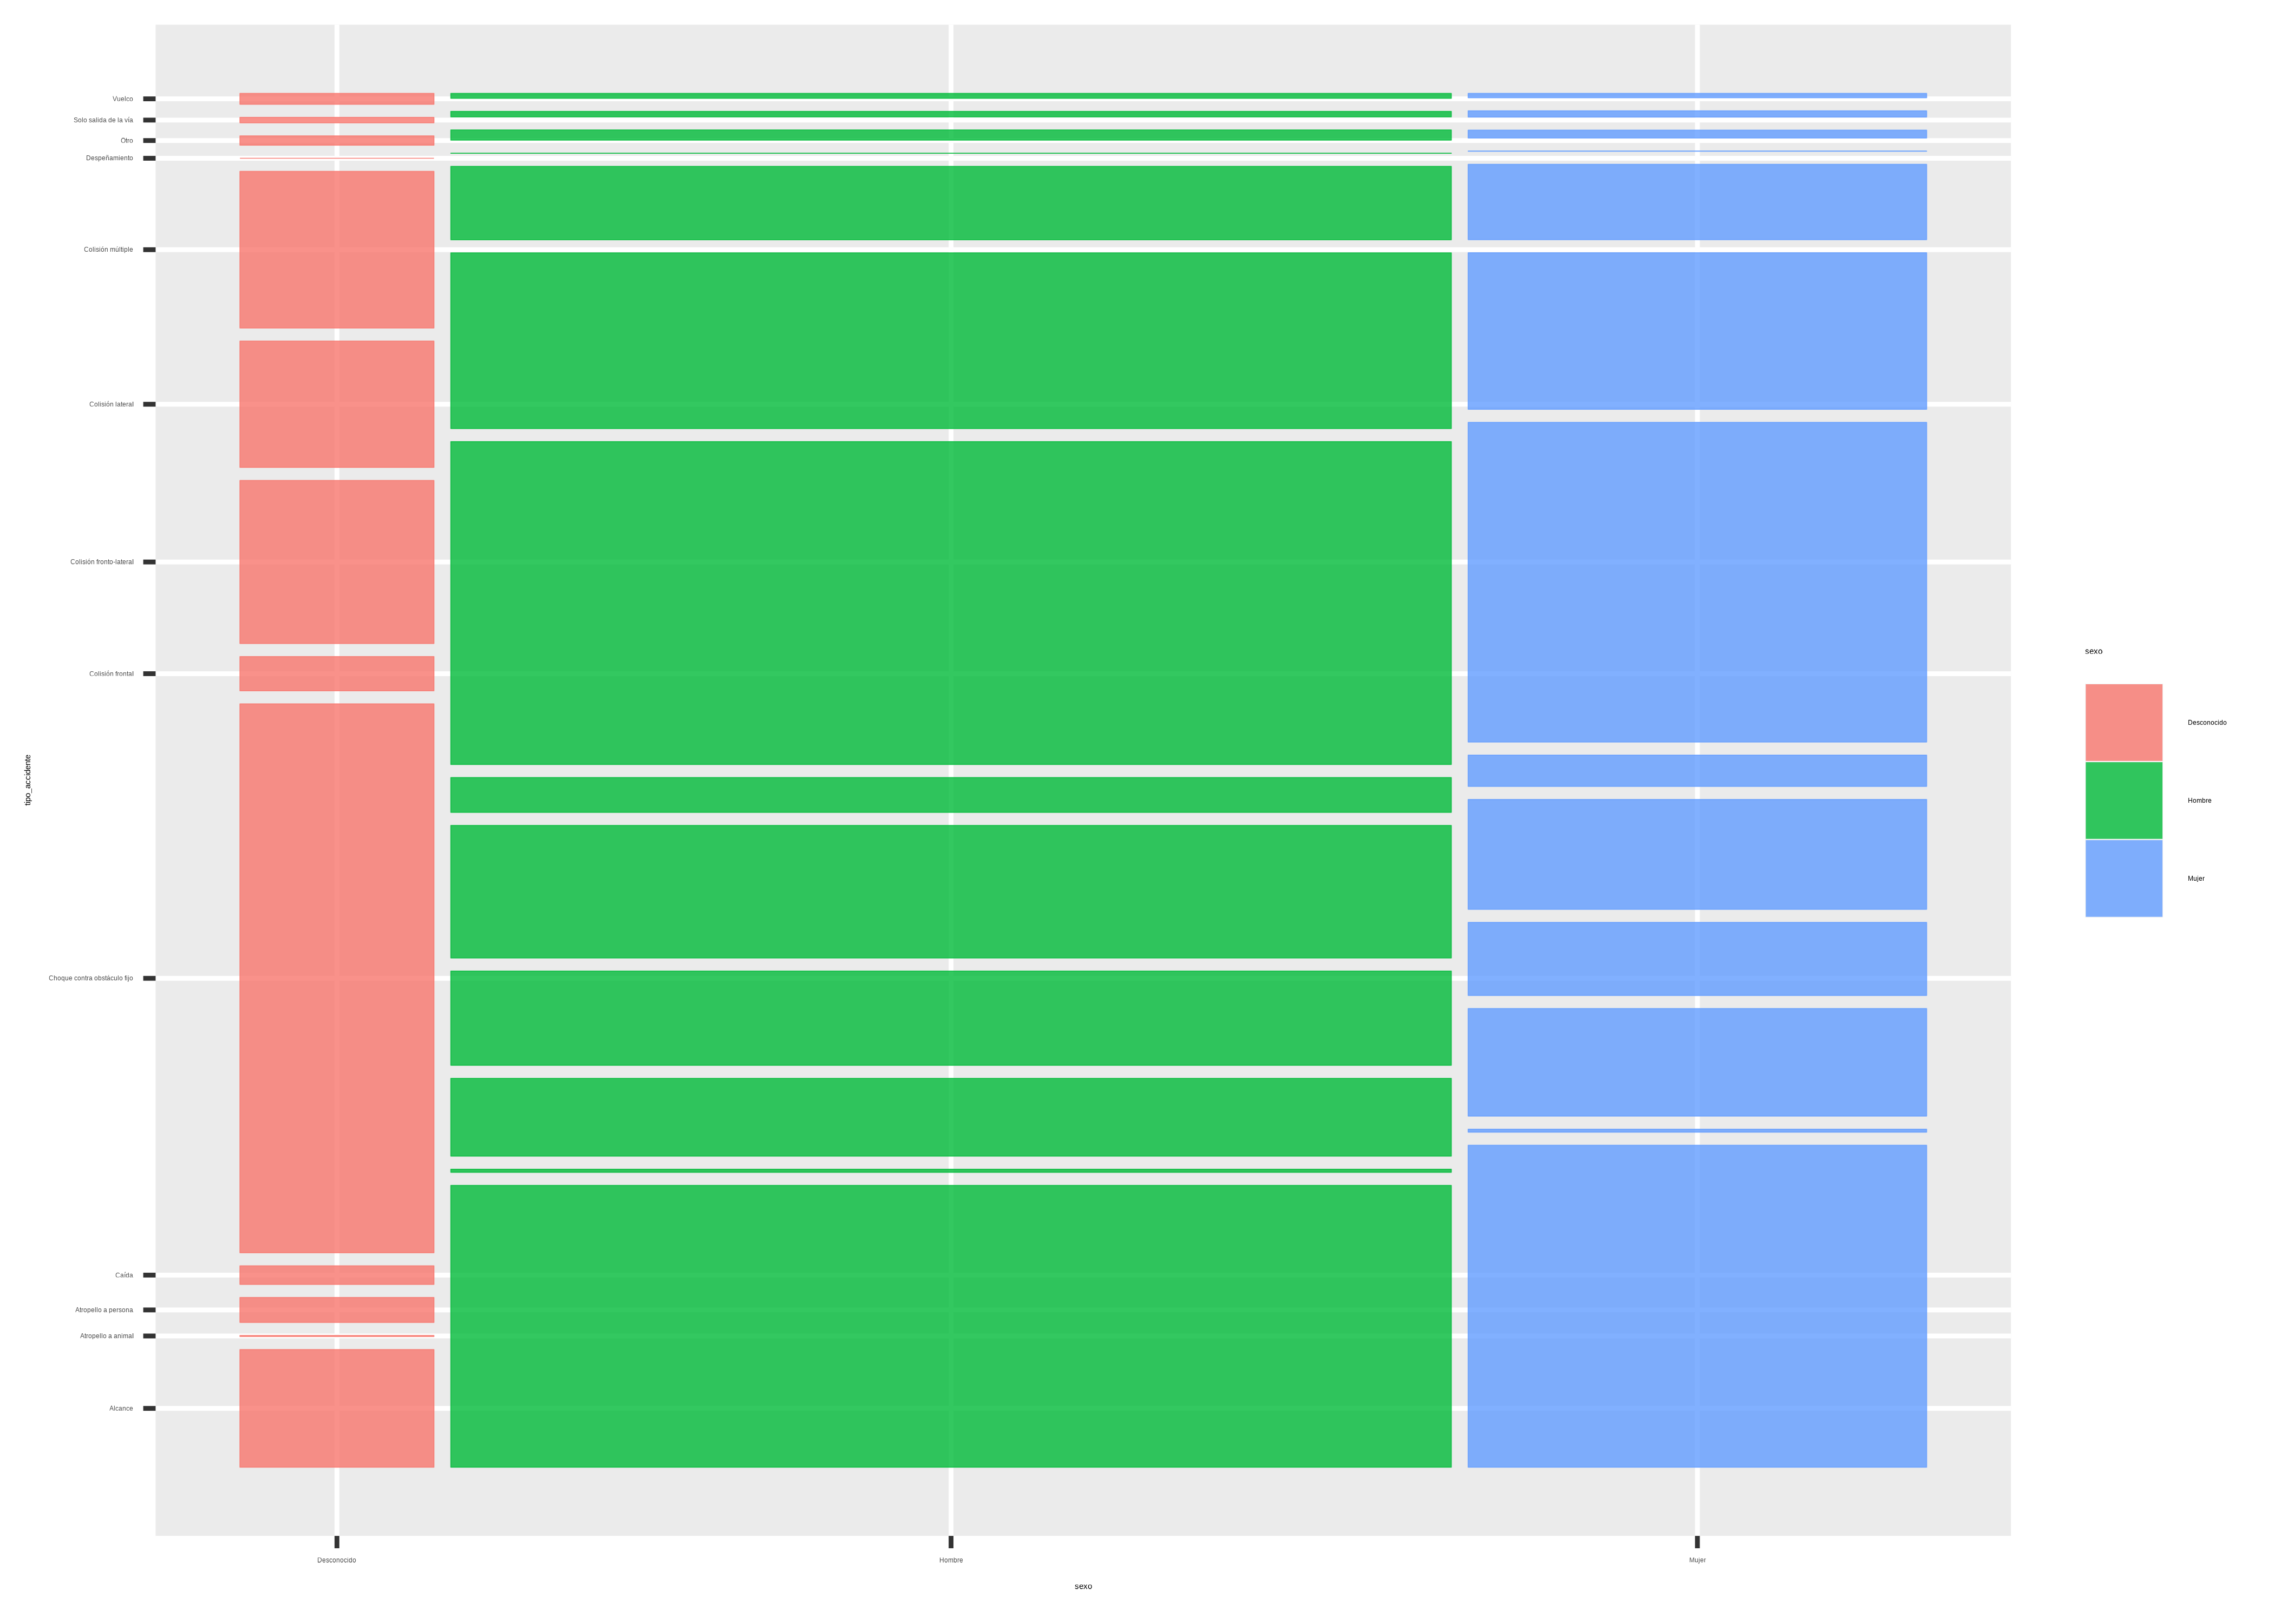 Vuelco
Solo salida de la vía
Otro
Despeñamiento
Colisión múltiple
Colisión lateral
Colisión fronto-lateral
Colisión frontal
Choque contra obstáculo fijo
Caída
Atropello a persona
Atropello a animal
Alcance
tipo_accidente
Desconocido
Hombre
Mujer
sexo
sexo
Desconocido
Hombre
Mujer